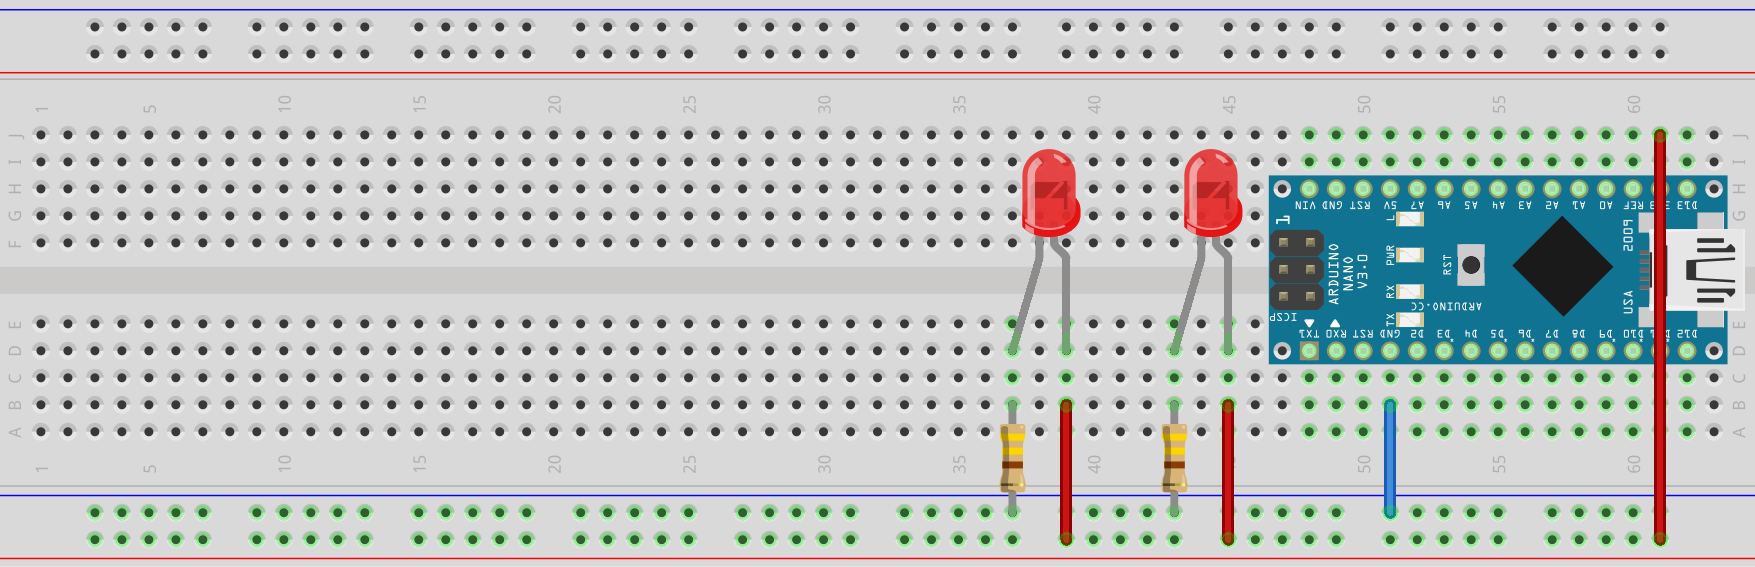 1 5 10 15 20 25 30 35 40 45 50 55 60
J J
I I
H H
G G
F
VIN GND RST 5V A7 A6 A5 A4 A3 A2 A1 A0 REF D13
1
L
PWR
RX
TX
RST
ARDUINO
NANO
V3.0
ARDUINO.CC
USA
2009
ICSP
TX1 RX0 RST GND D2 D3 D4 D5 D6 D7 D8 D9 D10 D12
E E
D D
C C
B B
A A
1 5 10 15 20 25 30 35 40 50 55 60